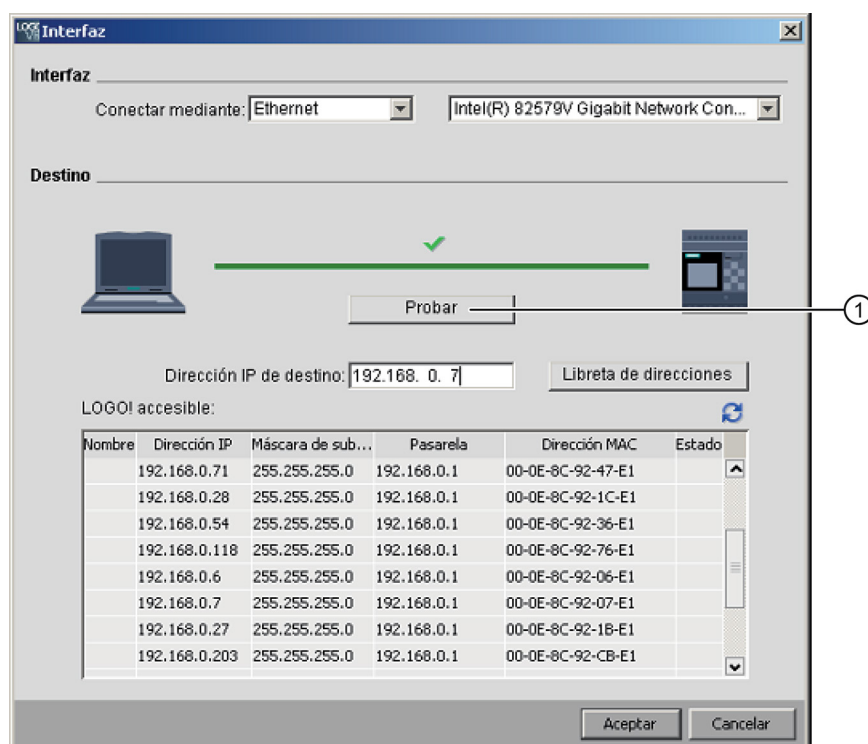 LOGO! Interfaz
Interfaz
Conectar mediante: Ethernet Intel(R) 82579V Gigabit Network Con...
Destino
Probar
1
Dirección IP de destino: 192.168. 0. 7 Libreta de direcciones
LOGO! accesible:
Nombre Dirección IP Máscara de sub... Pasarela Dirección MAC Estado
192.168.0.71 255.255.255.0 192.168.0.1 00-0E-8C-92-47-E1
192.168.0.28 255.255.255.0 192.168.0.1 00-0E-8C-92-1C-E1
192.168.0.54 255.255.255.0 192.168.0.1 00-0E-8C-92-36-E1
192.168.0.118 255.255.255.0 192.168.0.1 00-0E-8C-92-76-E1
192.168.0.6 255.255.255.0 192.168.0.1 00-0E-8C-92-06-E1
192.168.0.7 255.255.255.0 192.168.0.1 00-0E-8C-92-07-E1
192.168.0.27 255.255.255.0 192.168.0.1 00-0E-8C-92-1B-E1
192.168.0.203 255.255.255.0 192.168.0.1 00-0E-8C-92-CB-E1
Aceptar Cancelar